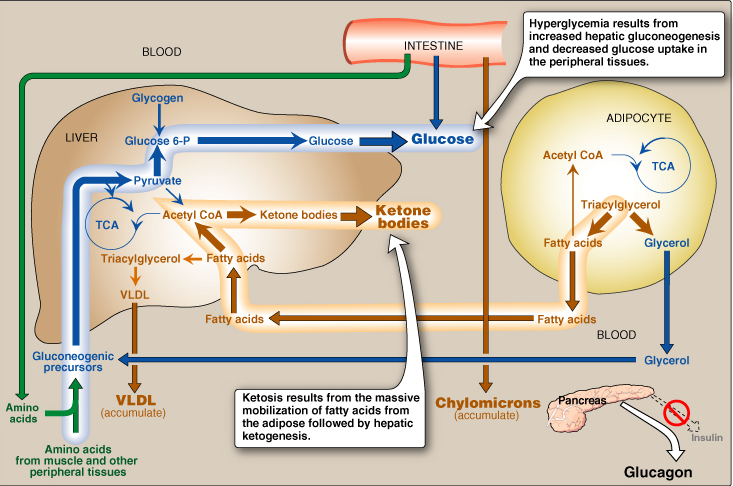 Hyperglycemia results from
increased hepatic gluconeogenesis
and decreased glucose uptake in
the peripheral tissues.
INTESTINE
BLOOD
Glycogen
LIVER
Glucose 6-P
Glucose
Glucose
ADIPOCYTE
Acetyl CoA
TCA
Pyruvate
TCA
Acetyl CoA
Ketone bodies
Ketone
bodies
Triacylglycerol
Fatty acids
Glycerol
Triacylglycerol
Fatty acids
VLDL
Fatty acids
Fatty acids
BLOOD
Gluconeogenic
precursors
Glycerol
Ketosis results from the massive
mobilization of fatty acids from
the adipose followed by hepatic
ketogenesis.
VLDL
(accumulate)
Chylomicrons
(accumulate)
Pancreas
Insulin
Glucagon
Amino
acids
Amino acids
from muscle and other
peripheral tissues